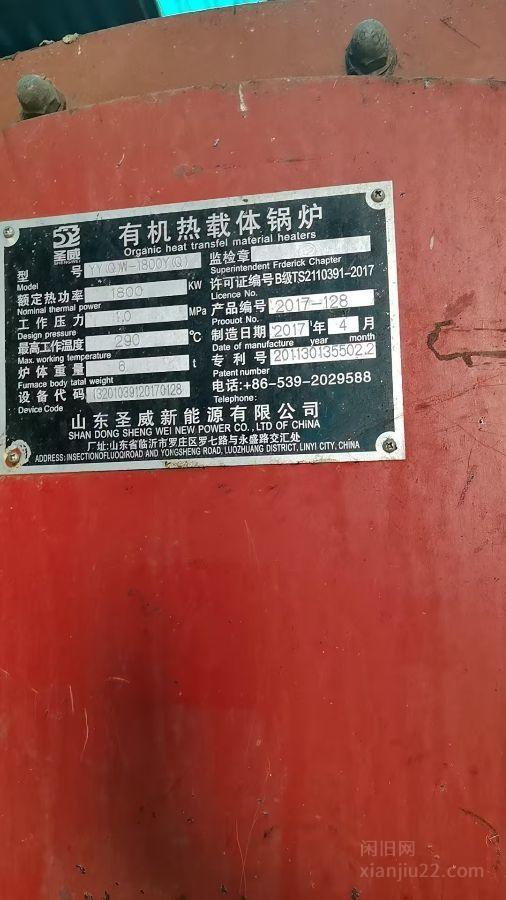 有机热载体锅炉
Organic heat transfel material heaters
圣威
SHENGWEI
型 号 YY(Q)W-1800Y(Q)
Model
额定热功率 1800 KW
Nominal thermal power
工作压力 1.0 MPa
Design pressure
最高工作温度 290 ℃
Max. working temperature
炉体重量 6 t
Furnace body tatal weight
设备代码
Device Code
监检章
Superintendent Frderick Chapter
许可证编号B级TS2110391-2017
Licence No.
产品编号 2017-128
Proouot No.
制造日期 2017 年 4 月
Date of manufacture year month
专利号 201130135502.2
Patent number
电话:+86-539-2029588
Telephone:
山东圣威新能源有限公司
SHAN DONG SHENG WEI NEW POWER CO.,LTD OF CHINA
厂址:山东省临沂市罗庄区罗七路与永盛路交汇处
ADDRESS: INSECTIONOFLUOQIROAD AND YONGSHENG ROAD, LUOZHUANG DISTRICT, LINYI CITY, CHINA
闲旧网
xianjiu22.com